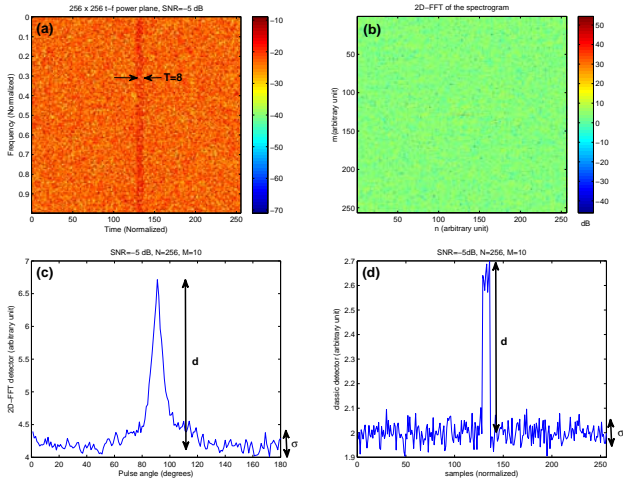 256 x 256 t-f power plane, SNR=-5 dB
(a)
T=8
Frequency (Normalized)
0
0.1
0.2
0.3
0.4
0.5
0.6
0.7
0.8
0.9
0 50 100 150 200 250
Time (Normalized)
-10
-20
-30
-40
-50
-60
-70
2D-FFT of the spectrogram
(b)
m(arbitrary unit)
50
100
150
200
250
50 100 150 200 250
n (arbitrary unit)
50
40
30
20
10
0
-10
-20
-30
-40
dB
SNR=-5 dB, N=256, M=10
(c)
2D-FFT detector (arbitrary unit)
7
6.5
6
5.5
5
4.5
4
d
σ
0 20 40 60 80 100 120 140 160 180
Pulse angle (degrees)
SNR=-5dB, N=256, M=10
(d)
classic detector (arbitrary unit)
2.7
2.6
2.5
2.4
2.3
2.2
2.1
2
1.9
d
σ
0 50 100 150 200 250
samples (normalized)